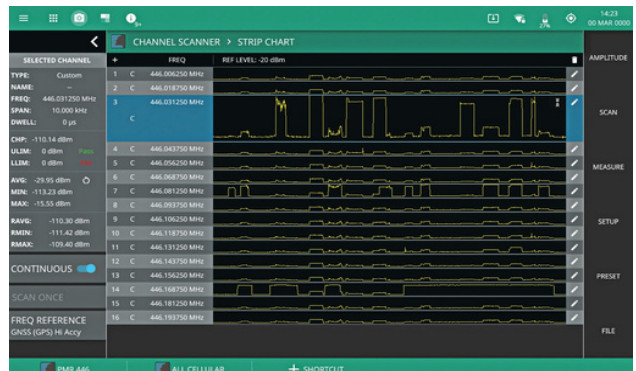 9+
27%
14:23
00 MAR 0000
CHANNEL SCANNER > STRIP CHART
SELECTED CHANNEL
TYPE: Custom
NAME: --
FREQ: 446.031250 MHz
SPAN: 10.000 kHz
DWELL: 0 µs
CHP: -110.14 dBm
ULIM: 0 dBm Pass
LLIM: 0 dBm
AVG: -29.95 dBm
MIN: -113.23 dBm
MAX: -15.55 dBm
RAVG: -110.30 dBm
RMIN: -111.42 dBm
RMAX: -109.40 dBm
CONTINUOUS
SCAN ONCE
FREQ REFERENCE
GNSS (GPS) Hi Accy
+ FREQ REF LEVEL: -20 dBm
1 C 446.006250 MHz
2 C 446.018750 MHz
3 C 446.031250 MHz
4 C 446.043750 MHz
5 C 446.056250 MHz
6 C 446.068750 MHz
7 C 446.081250 MHz
8 C 446.093750 MHz
9 C 446.106250 MHz
10 C 446.118750 MHz
11 C 446.131250 MHz
12 C 446.143750 MHz
13 C 446.156250 MHz
14 C 446.168750 MHz
15 C 446.181250 MHz
16 C 446.193750 MHz
AMPLITUDE
SCAN
MEASURE
SETUP
PRESET
FILE
PMR 446
ALL CELLULAR
+ SHORTCUT